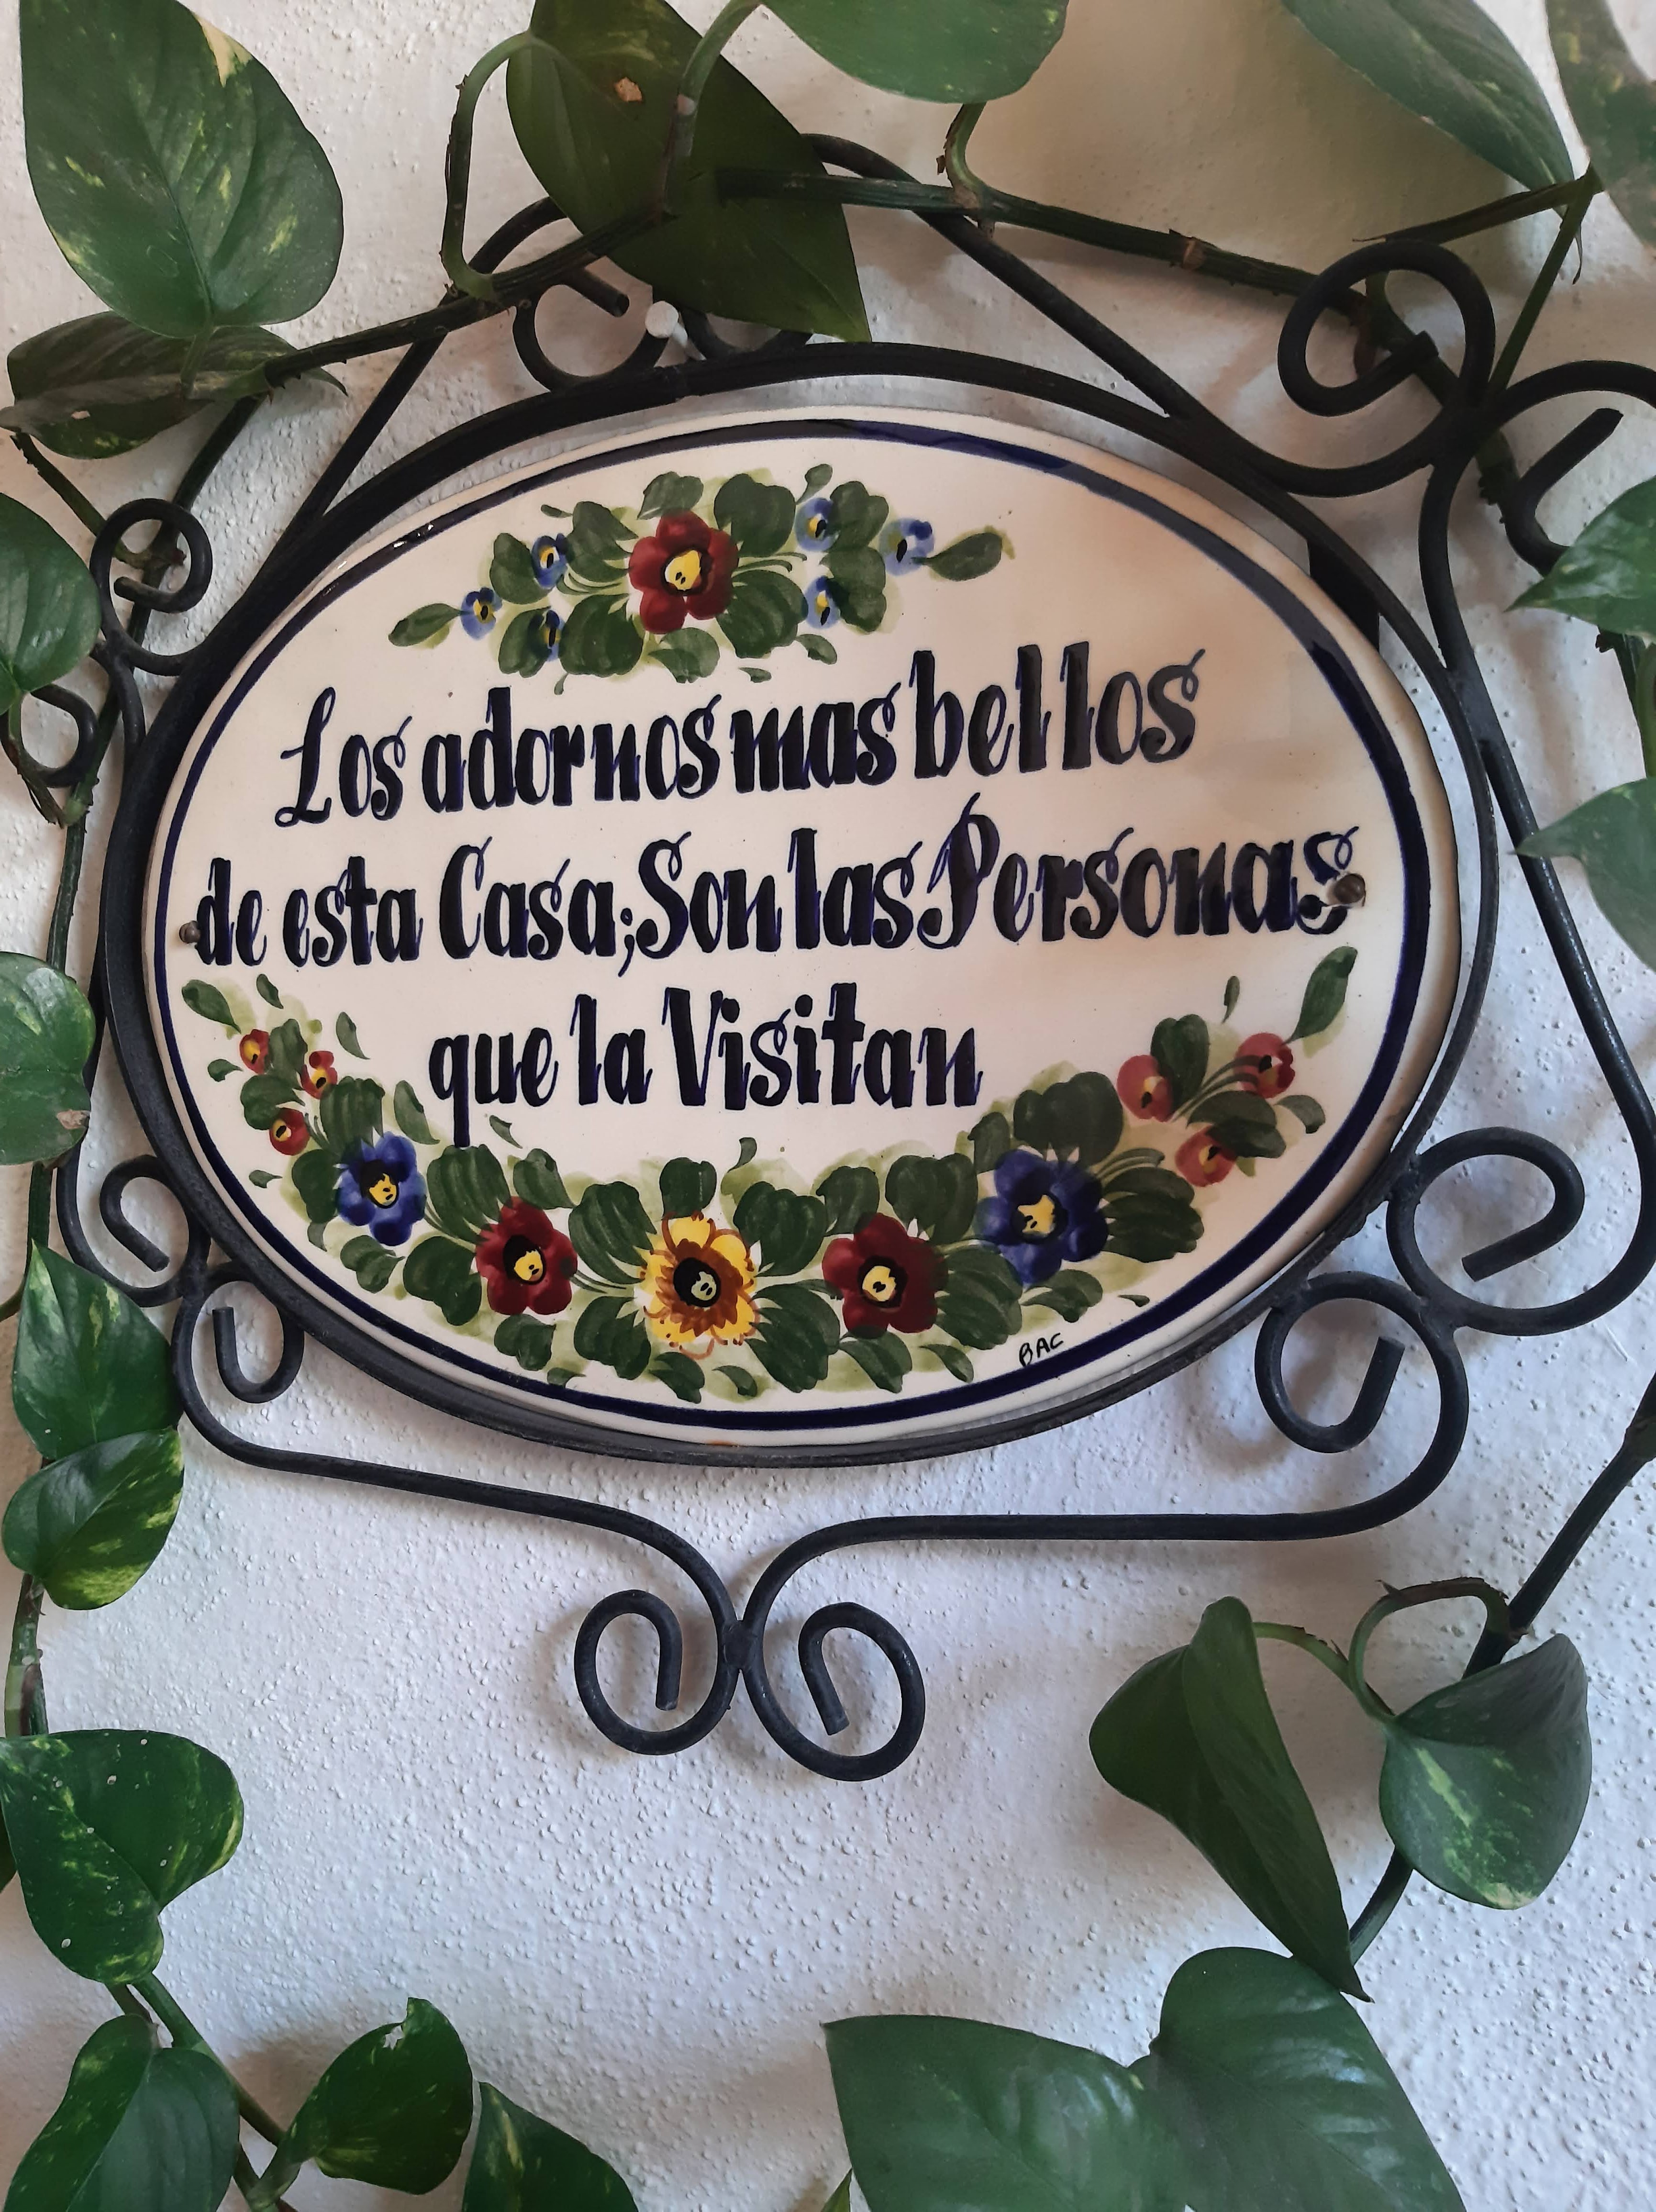 Los adornos mas bellos
de esta Casa; Son las Personas
que la Visitan
BAC